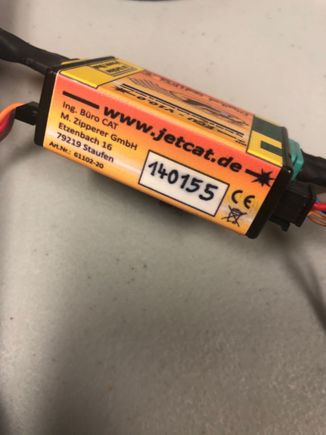 www.jetcat.de
Ing. Büro CAT
M. Zipperer GmbH
Etzenbach 16
79219 Staufen
Art.Nr.: 61102-20
140155
CE